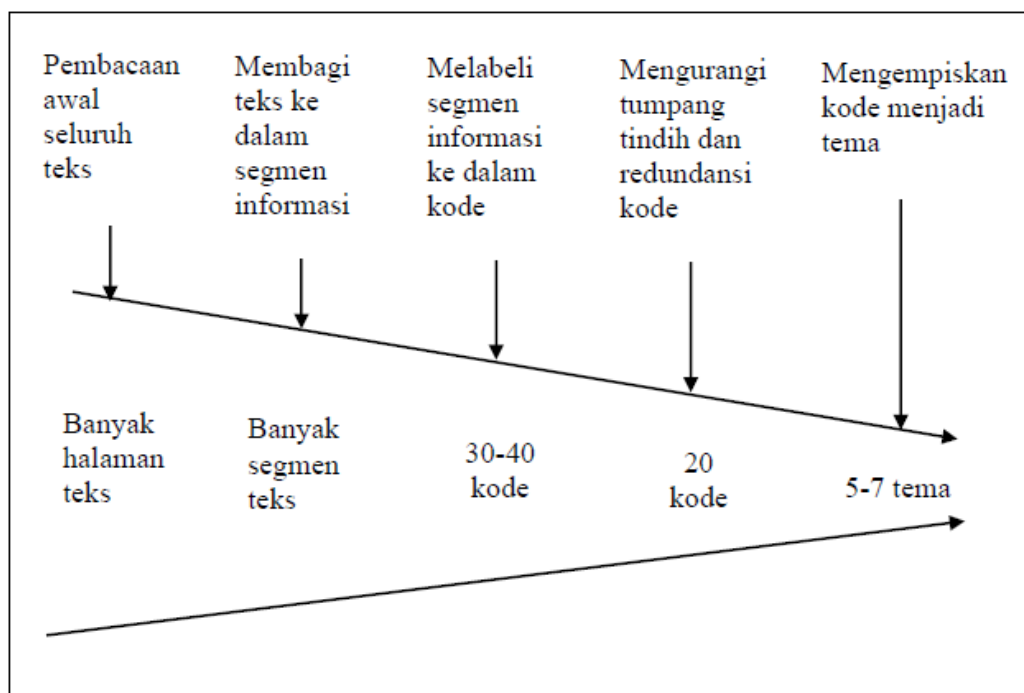 Pembacaan
awal
seluruh
teks
Membagi
teks ke
dalam
segmen
informasi
Melabeli
segmen
informasi
ke dalam
kode
Mengurangi
tumpang
tindih dan
redundansi
kode
Mengempiskan
kode menjadi
tema
Banyak
halaman
teks
Banyak
segmen
teks
30-40
kode
20
kode
5-7 tema